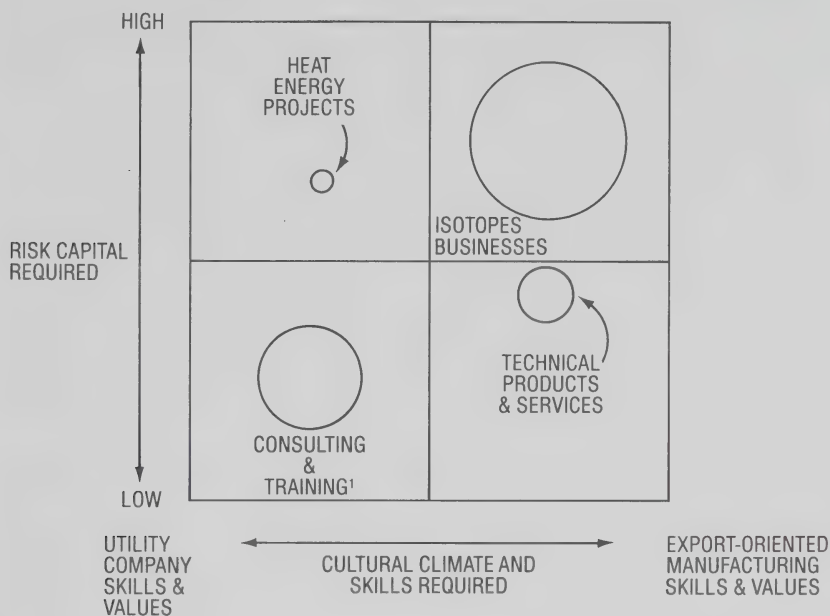 HIGH
HEAT
ENERGY
PROJECTS
ISOTOPES
BUSINESSES
RISK CAPITAL
REQUIRED
TECHNICAL
PRODUCTS
& SERVICES
CONSULTING
&
TRAINING¹
LOW
UTILITY
COMPANY
SKILLS &
VALUES
CULTURAL CLIMATE AND
SKILLS REQUIRED
EXPORT-ORIENTED
MANUFACTURING
SKILLS & VALUES